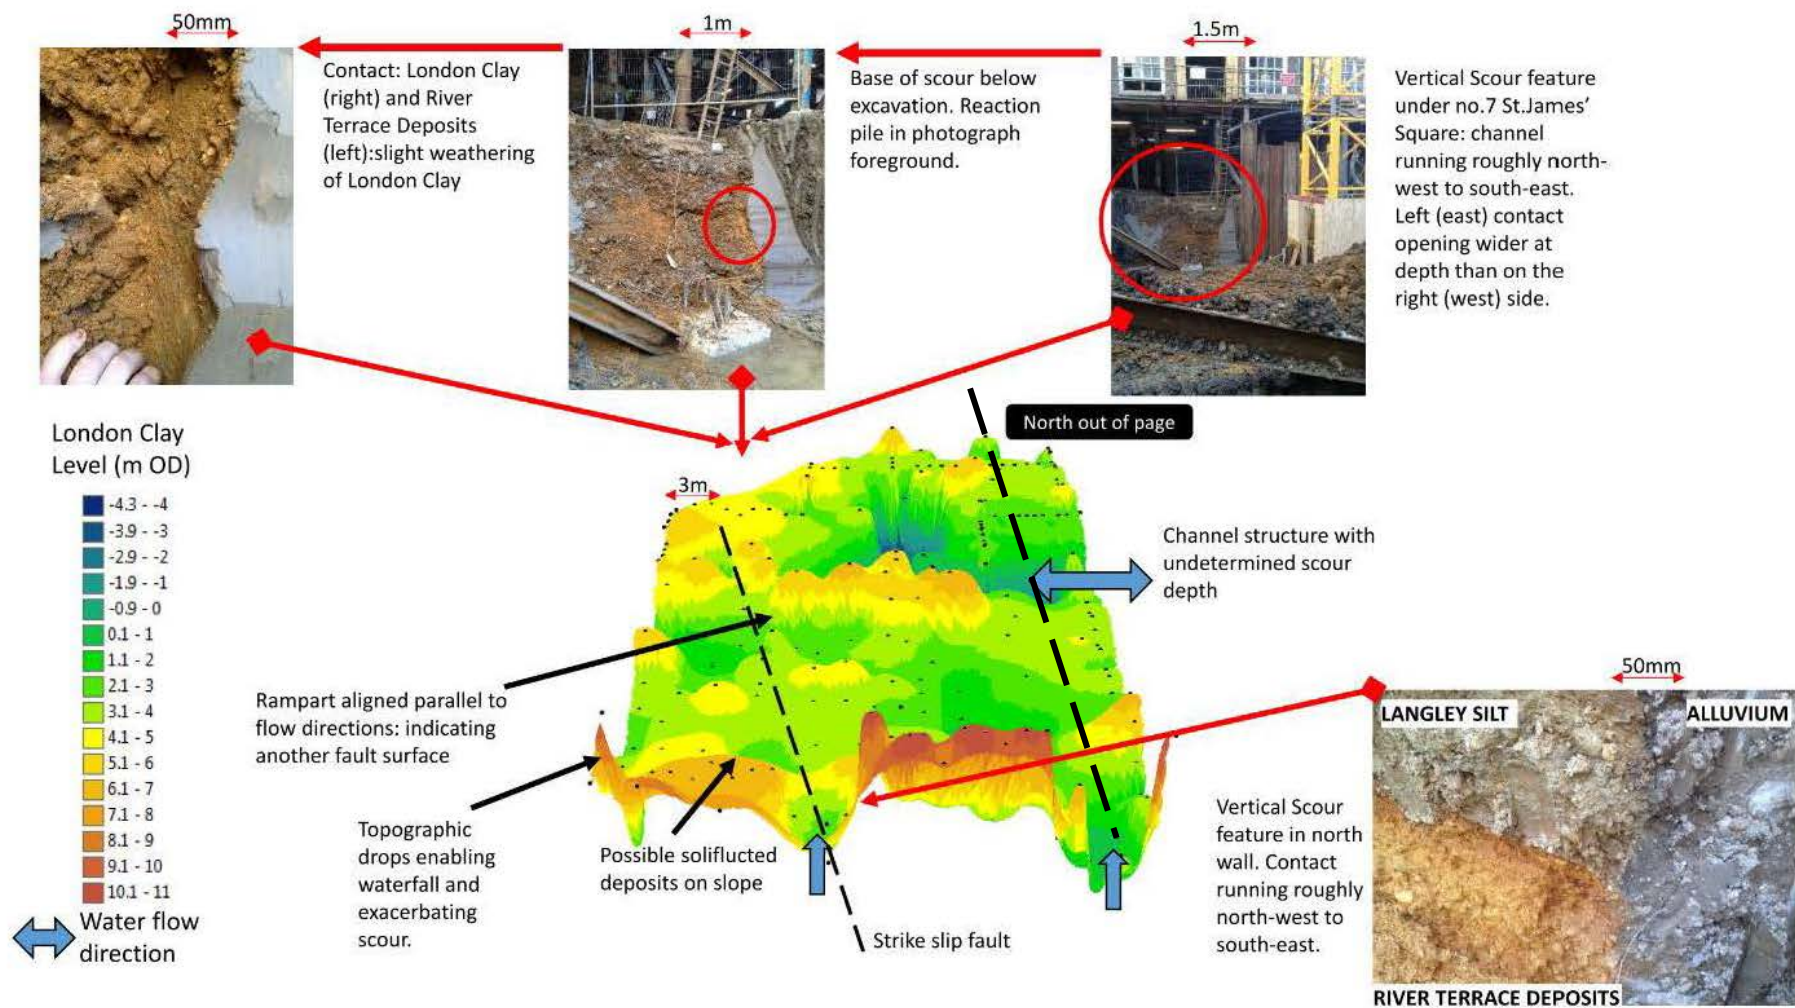 50mm
1m
1.5m
Contact: London Clay
(right) and River
Terrace Deposits
(left):slight weathering
of London Clay
Base of scour below
excavation. Reaction
pile in photograph
foreground.
Vertical Scour feature
under no.7 St.James’
Square: channel
running roughly north-
west to south-east.
Left (east) contact
opening wider at
depth than on the
right (west) side.
London Clay
Level (m OD)
-4.3 - -4
-3.9 - -3
-2.9 - -2
-1.9 - -1
-0.9 - 0
0.1 - 1
1.1 - 2
2.1 - 3
3.1 - 4
4.1 - 5
5.1 - 6
6.1 - 7
7.1 - 8
8.1 - 9
9.1 - 10
10.1 - 11
Water flow
direction
North out of page
3m
Channel structure with
undetermined scour
depth
Rampart aligned parallel to
flow directions: indicating
another fault surface
Topographic
drops enabling
waterfall and
exacerbating
scour.
Possible soliflucted
deposits on slope
Strike slip fault
Vertical Scour
feature in north
wall. Contact
running roughly
north-west to
south-east.
50mm
LANGLEY SILT
ALLUVIUM
RIVER TERRACE DEPOSITS